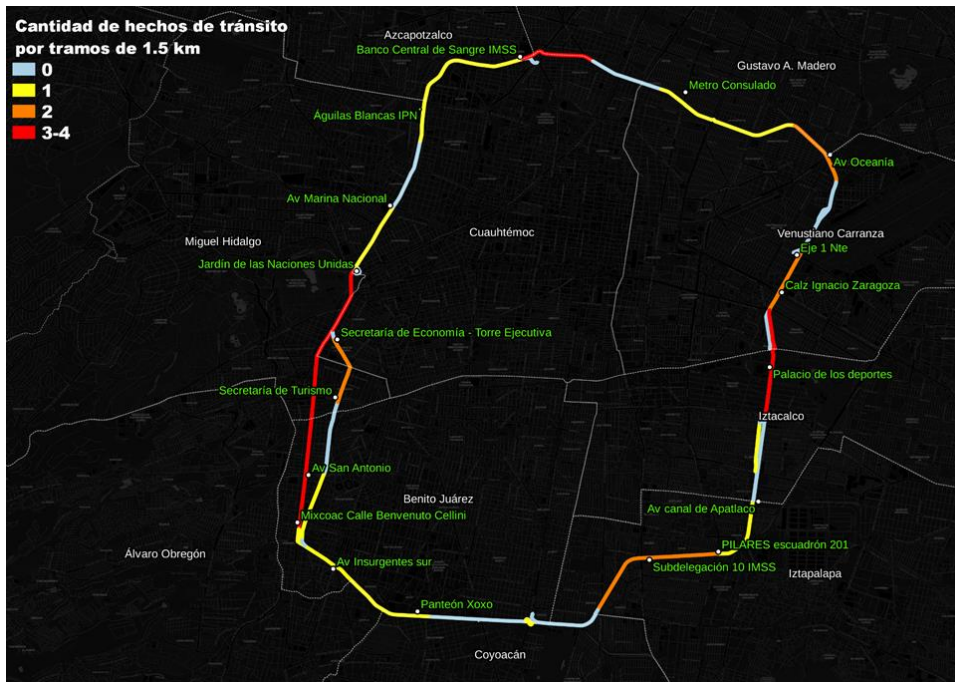 Cantidad de hechos de tránsito
por tramos de 1.5 km
0
1
2
3-4
Azcapotzalco
Banco Central de Sangre IMSS
Gustavo A. Madero
Metro Consulado
Águilas Blancas IPN
Av Oceanía
Av Marina Nacional
Cuauhtémoc
Venustiano Carranza
Miguel Hidalgo
Eje 1 Nte
Jardín de las Naciones Unidas
Calz Ignacio Zaragoza
Secretaría de Economía - Torre Ejecutiva
Palacio de los deportes
Secretaría de Turismo
Iztacalco
Av San Antonio
Benito Juárez
Av canal de Apatlaco
Mixcoac Calle Benvenuto Cellini
PILARES escuadrón 201
Álvaro Obregón
Av Insurgentes sur
Subdelegación 10 IMSS
Iztapalapa
Panteón Xoxo
Coyoacán